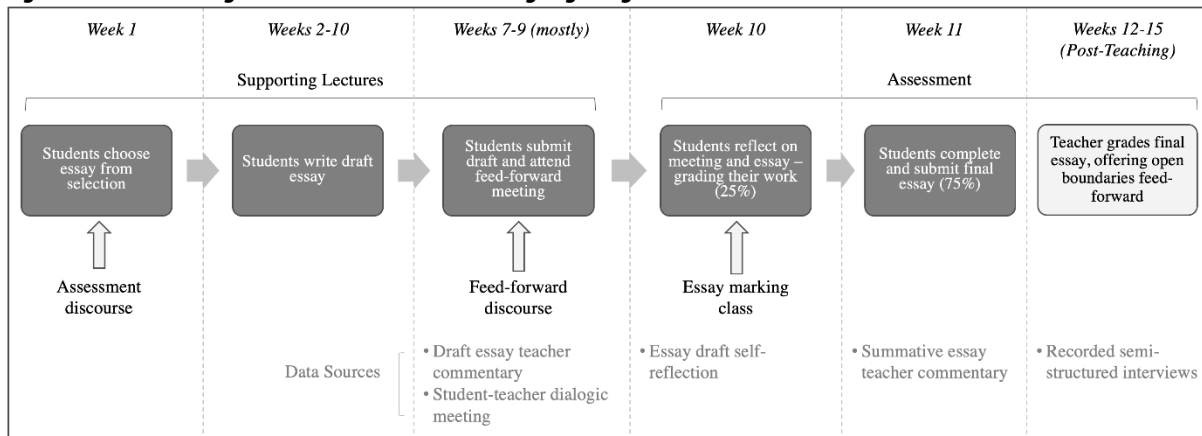 Week 1
Weeks 2-10
Weeks 7-9 (mostly)
Week 10
Week 11
Weeks 12-15
(Post-Teaching)
Supporting Lectures
Assessment
Students choose
essay from
selection
Students write draft
essay
Students submit
draft and attend
feed-forward
meeting
Students reflect on
meeting and essay –
grading their work
(25%)
Students complete
and submit final
essay (75%)
Teacher grades final
essay, offering open
boundaries feed-
forward
Assessment
discourse
Feed-forward
discourse
Essay marking
class
Data Sources
• Draft essay teacher
commentary
• Student-teacher dialogic
meeting
• Essay draft self-
reflection
• Summative essay
teacher commentary
• Recorded semi-
structured interviews